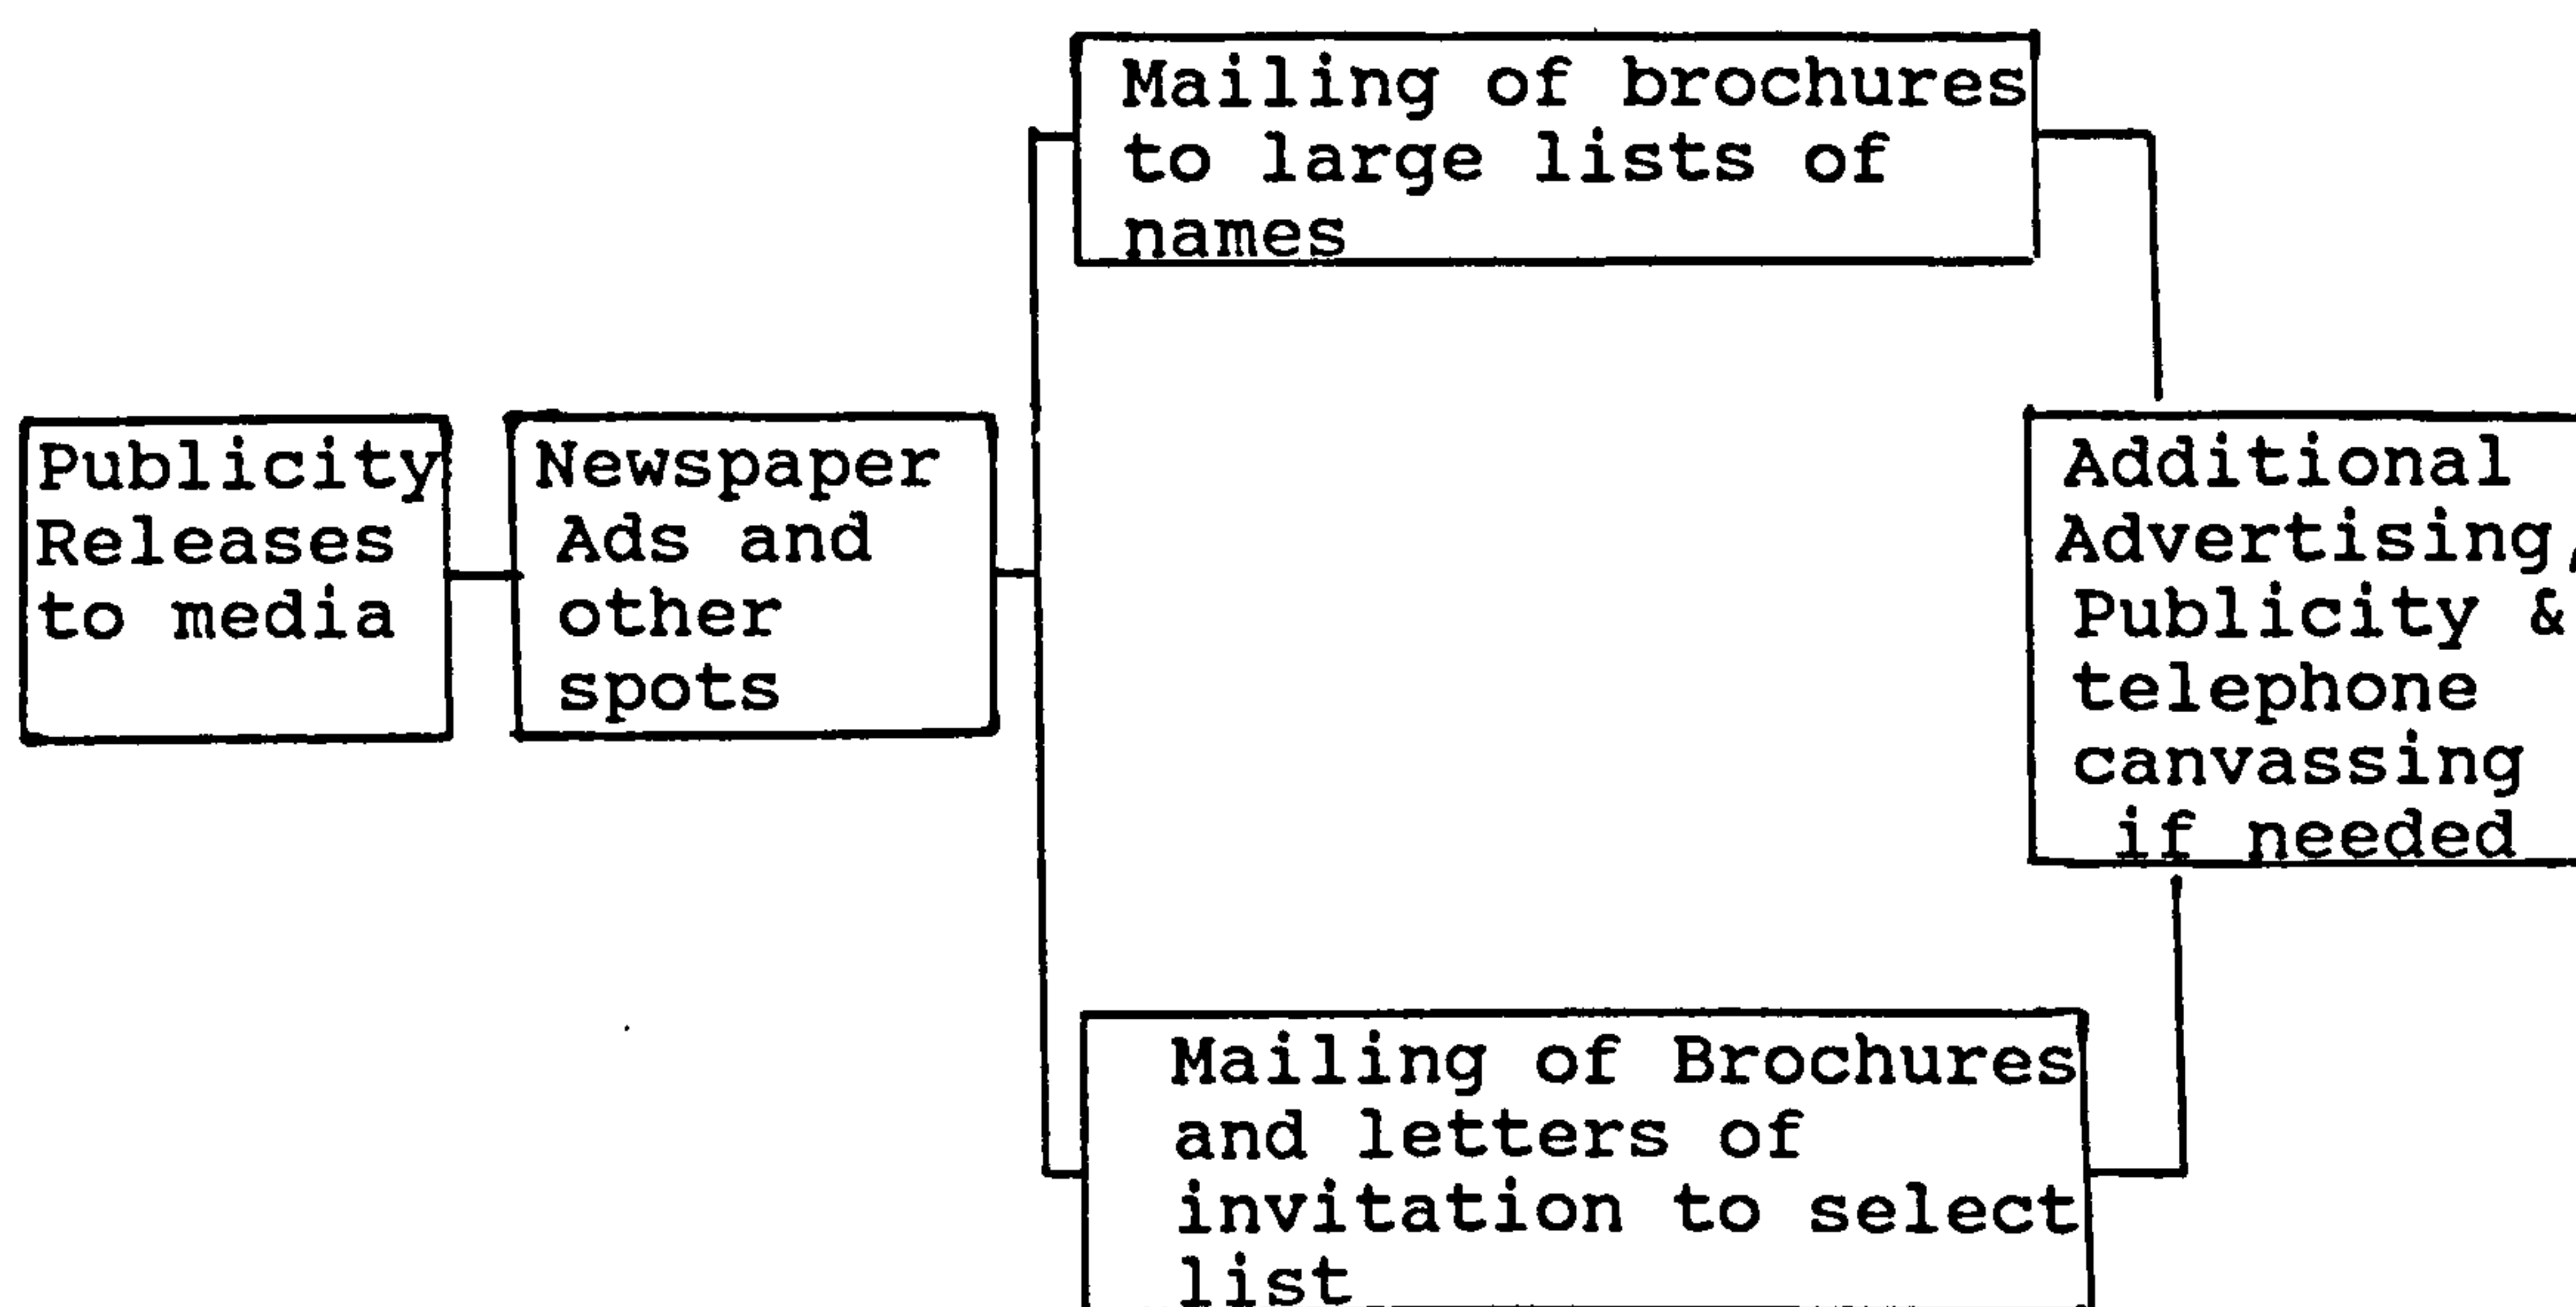 Mailing of brochures
to large lists of
names
Publicity
Releases
to media
Newspaper
Ads and
other
spots
Additional
Advertising,
Publicity &
telephone
canvassing
if needed
Mailing of Brochures
and letters of
invitation to select
list